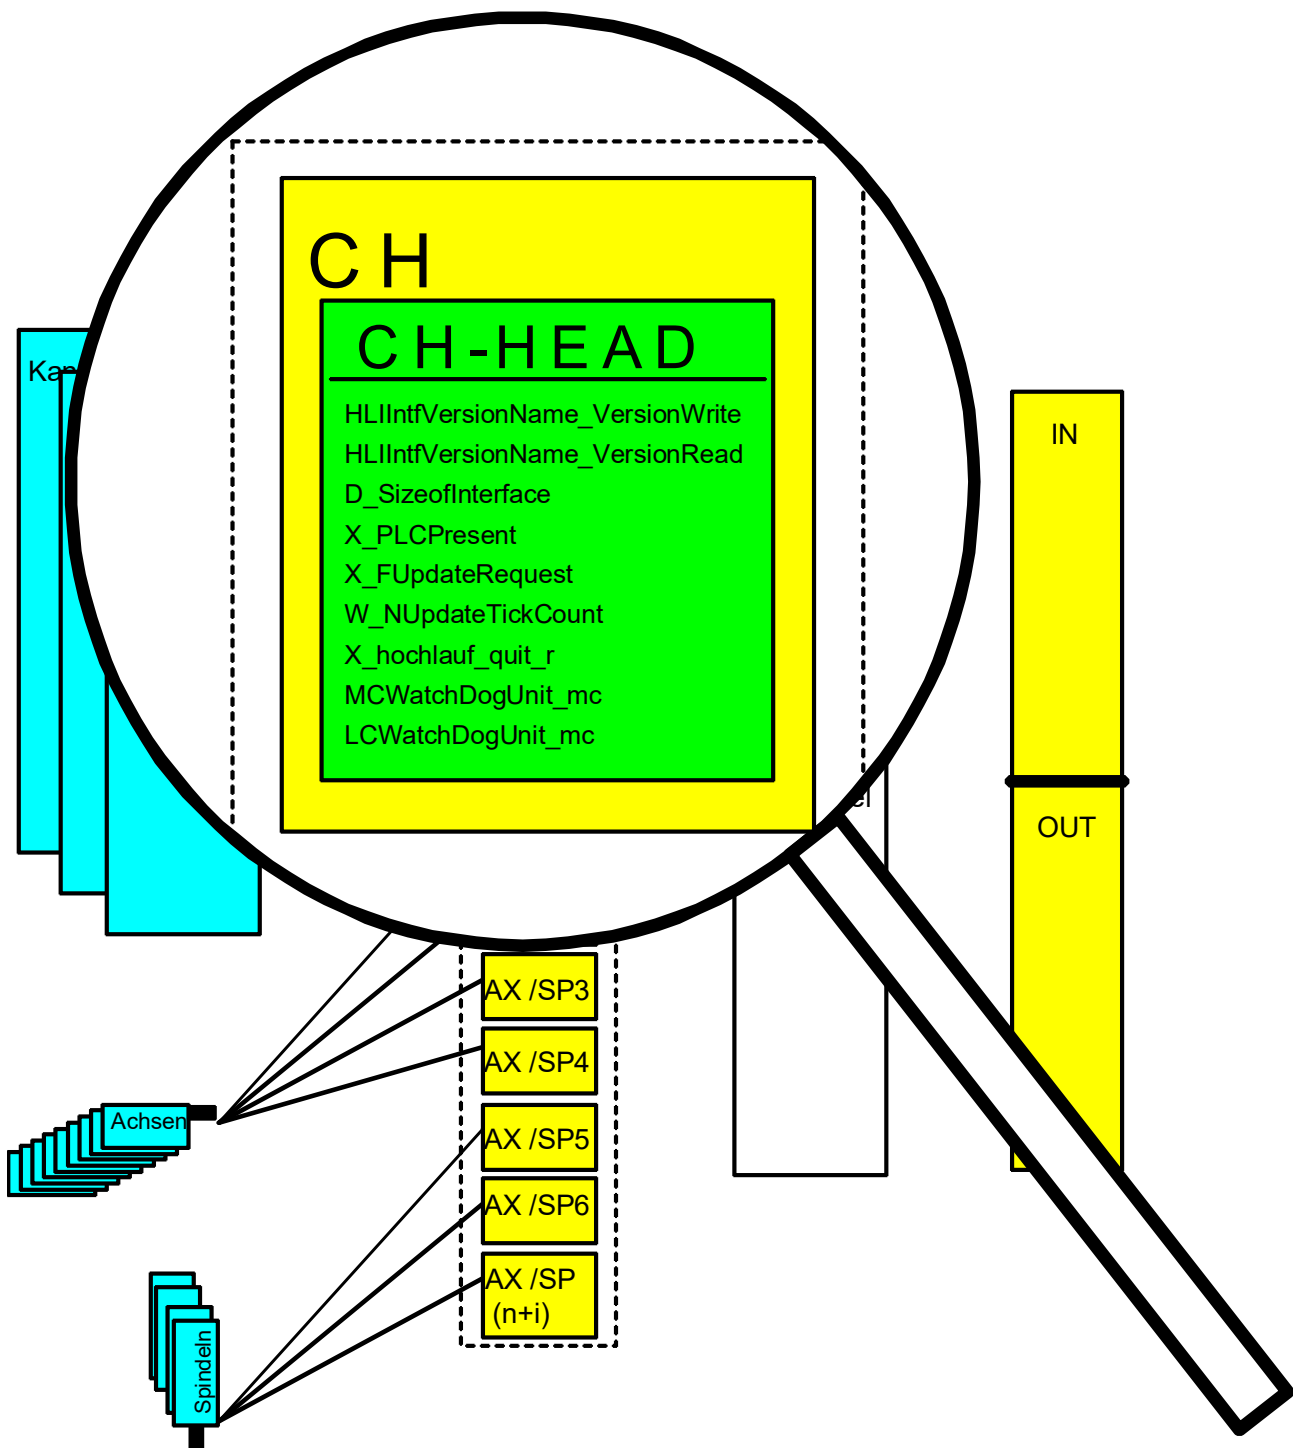 CH
CH-HEAD
HLIIntfVersionName_VersionWrite
HLIIntfVersionName_VersionRead
D_SizeofInterface
X_PLCPresent
X_FUpdateRequest
W_NUpdateTickCount
X_hochlauf_quit_r
MCWatchDogUnit_mc
LCWatchDogUnit_mc
IN
OUT
AX /SP3
AX /SP4
AX /SP5
AX /SP6
AX /SP
(n+i)
Achsen
Spindeln